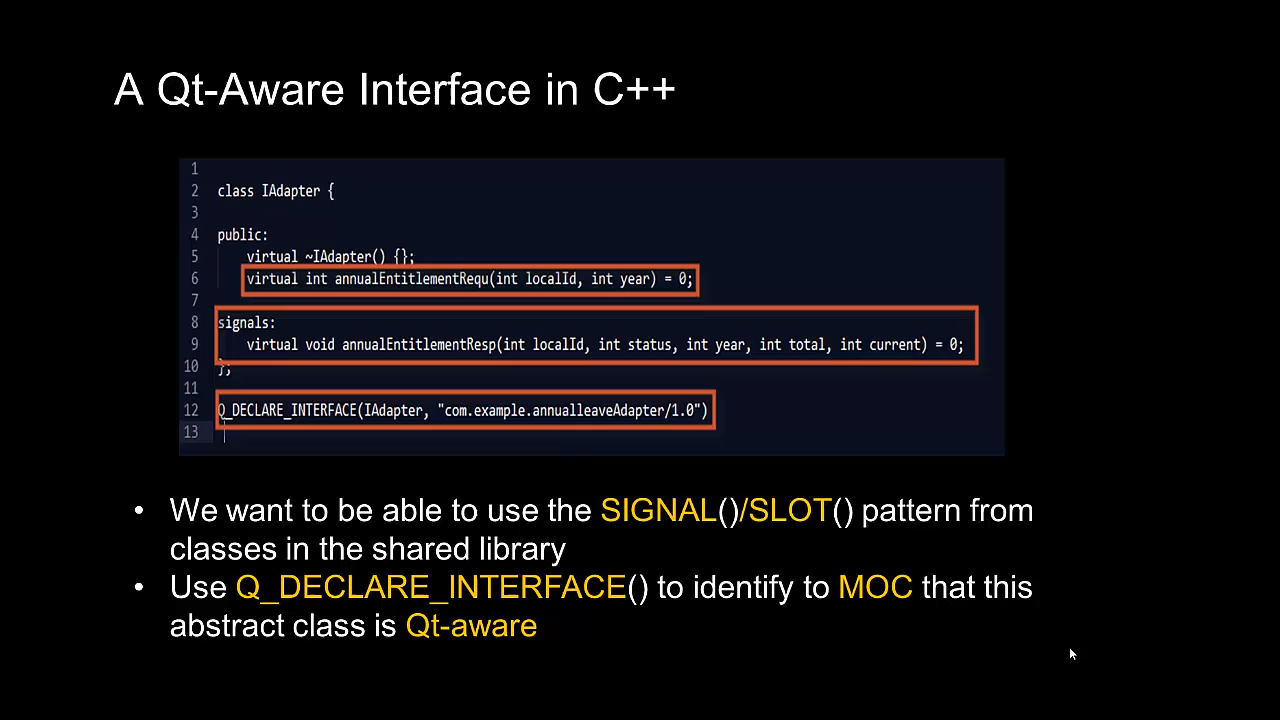 A Qt-Aware Interface in C++
1
2 class IAdapter {
3
4 public:
5 virtual ~IAdapter() {};
6 virtual int annualEntitlementRequ(int localId, int year) = 0;
7
8 signals:
9 virtual void annualEntitlementResp(int localId, int status, int year, int total, int current) = 0;
10 };
11
12 Q_DECLARE_INTERFACE(IAdapter, "com.example.annualleaveAdapter/1.0")
13
• We want to be able to use the SIGNAL()/SLOT() pattern from
classes in the shared library
• Use Q_DECLARE_INTERFACE() to identify to MOC that this
abstract class is Qt-aware